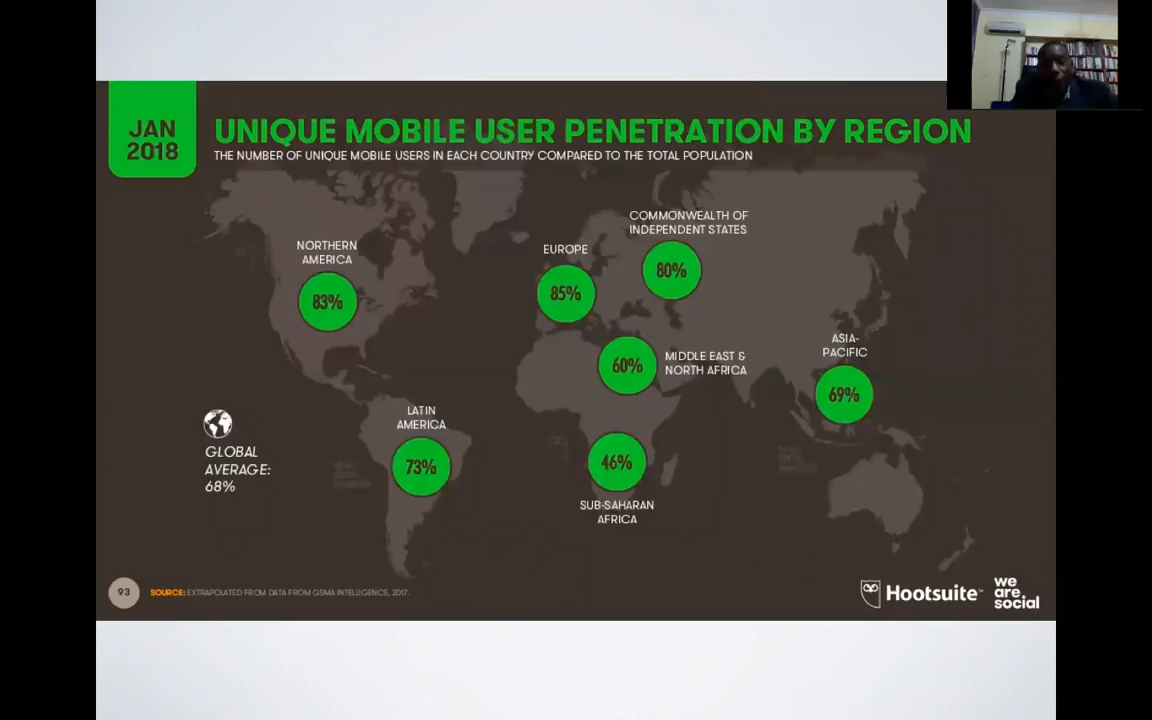 JAN
2018
UNIQUE MOBILE USER PENETRATION BY REGION
THE NUMBER OF UNIQUE MOBILE USERS IN EACH COUNTRY COMPARED TO THE TOTAL POPULATION
COMMONWEALTH OF
INDEPENDENT STATES
80%
NORTHERN
AMERICA
83%
EUROPE
85%
60%
MIDDLE EAST &
NORTH AFRICA
ASIA-
PACIFIC
69%
LATIN
AMERICA
73%
46%
SUB-SAHARAN
AFRICA
GLOBAL
AVERAGE:
68%
93
SOURCE: EXTRAPOLATED FROM DATA FROM GSMA INTELLIGENCE, 2017.
Hootsuite™
we
are
social